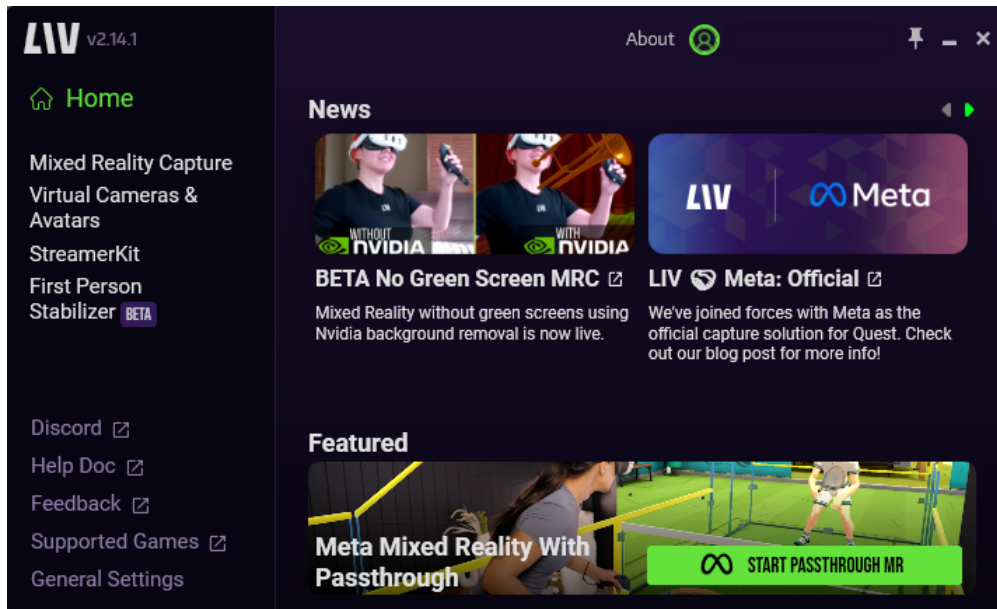 LIV v2.14.1
About
Home
Mixed Reality Capture
Virtual Cameras &
Avatars
StreamerKit
First Person
Stabilizer BETA
Discord
Help Doc
Feedback
Supported Games
General Settings
News
WITHOUT
NVIDIA
WITH
NVIDIA
BETA No Green Screen MRC
Mixed Reality without green screens using
Nvidia background removal is now live.
LIV
Meta
LIV Meta: Official
We've joined forces with Meta as the
official capture solution for Quest. Check
out our blog post for more info!
Featured
Meta Mixed Reality With
Passthrough
START PASSTHROUGH MR